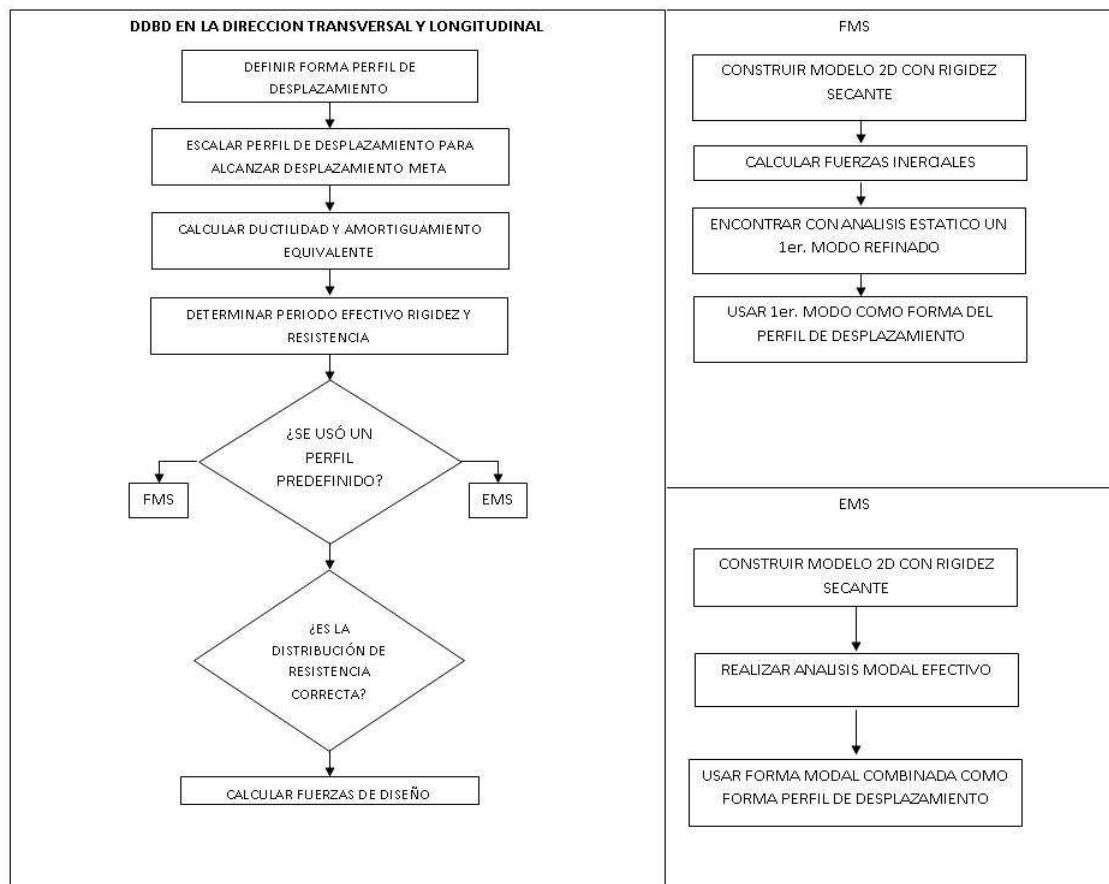 DDBD EN LA DIRECCION TRANSVERSAL Y LONGITUDINAL
DEFINIR FORMA PERFIL DE
DESPLAZAMIENTO
ESCALAR PERFIL DE DESPLAZAMIENTO PARA
ALCANZAR DESPLAZAMIENTO META
CALCULAR DUCTILIDAD Y AMORTIGUAMIENTO
EQUIVALENTE
DETERMINAR PERIODO EFECTIVO RIGIDEZ Y
RESISTENCIA
¿SE USÓ UN
PERFIL
PREDEFINIDO?
FMS
EMS
¿ES LA
DISTRIBUCIÓN DE
RESISTENCIA
CORRECTA?
CALCULAR FUERZAS DE DISEÑO
FMS
CONSTRUIR MODELO 2D CON RIGIDEZ
SECANTE
CALCULAR FUERZAS INERCIALES
ENCONTRAR CON ANALISIS ESTATICO UN
1er. MODO REFINADO
USAR 1er. MODO COMO FORMA DEL
PERFIL DE DESPLAZAMIENTO
EMS
CONSTRUIR MODELO 2D CON RIGIDEZ
SECANTE
REALIZAR ANALISIS MODAL EFECTIVO
USAR FORMA MODAL COMBINADA COMO
FORMA PERFIL DE DESPLAZAMIENTO